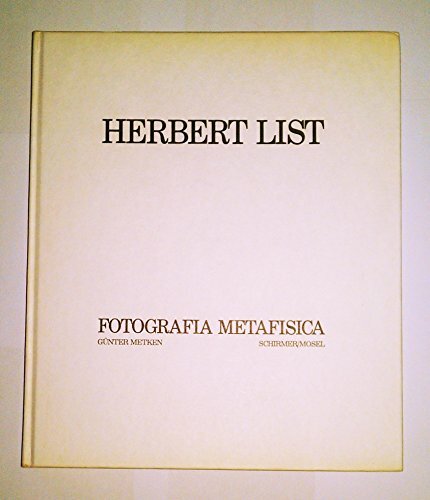 HERBERT LIST
FOTOGRAFIA METAFISICA
GÜNTER METKEN SCHIRMER/MOSEL